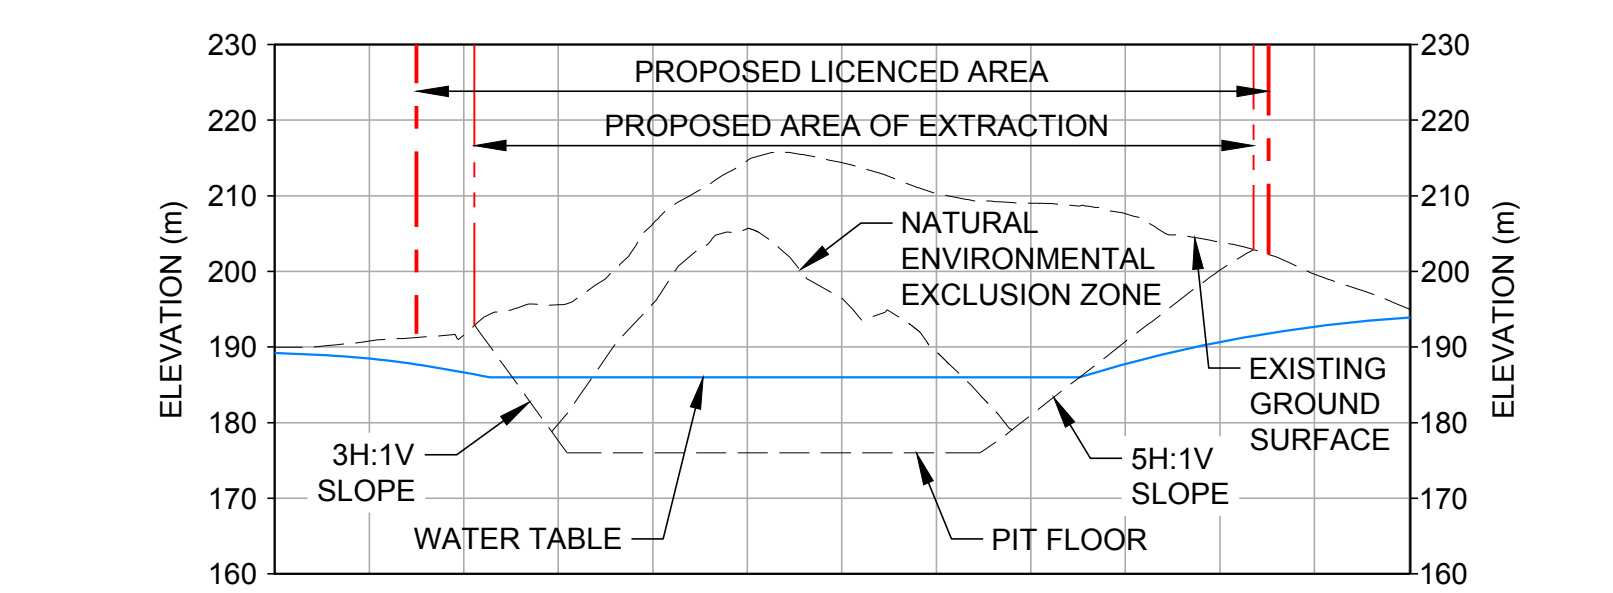 230
220
210
200
190
180
170
160
ELEVATION (m)
PROPOSED LICENCED AREA
PROPOSED AREA OF EXTRACTION
NATURAL
ENVIRONMENTAL
EXCLUSION ZONE
EXISTING
GROUND
SURFACE
3H:1V
SLOPE
5H:1V
SLOPE
WATER TABLE
PIT FLOOR
230
220
210
200
190
180
170
160
ELEVATION (m)